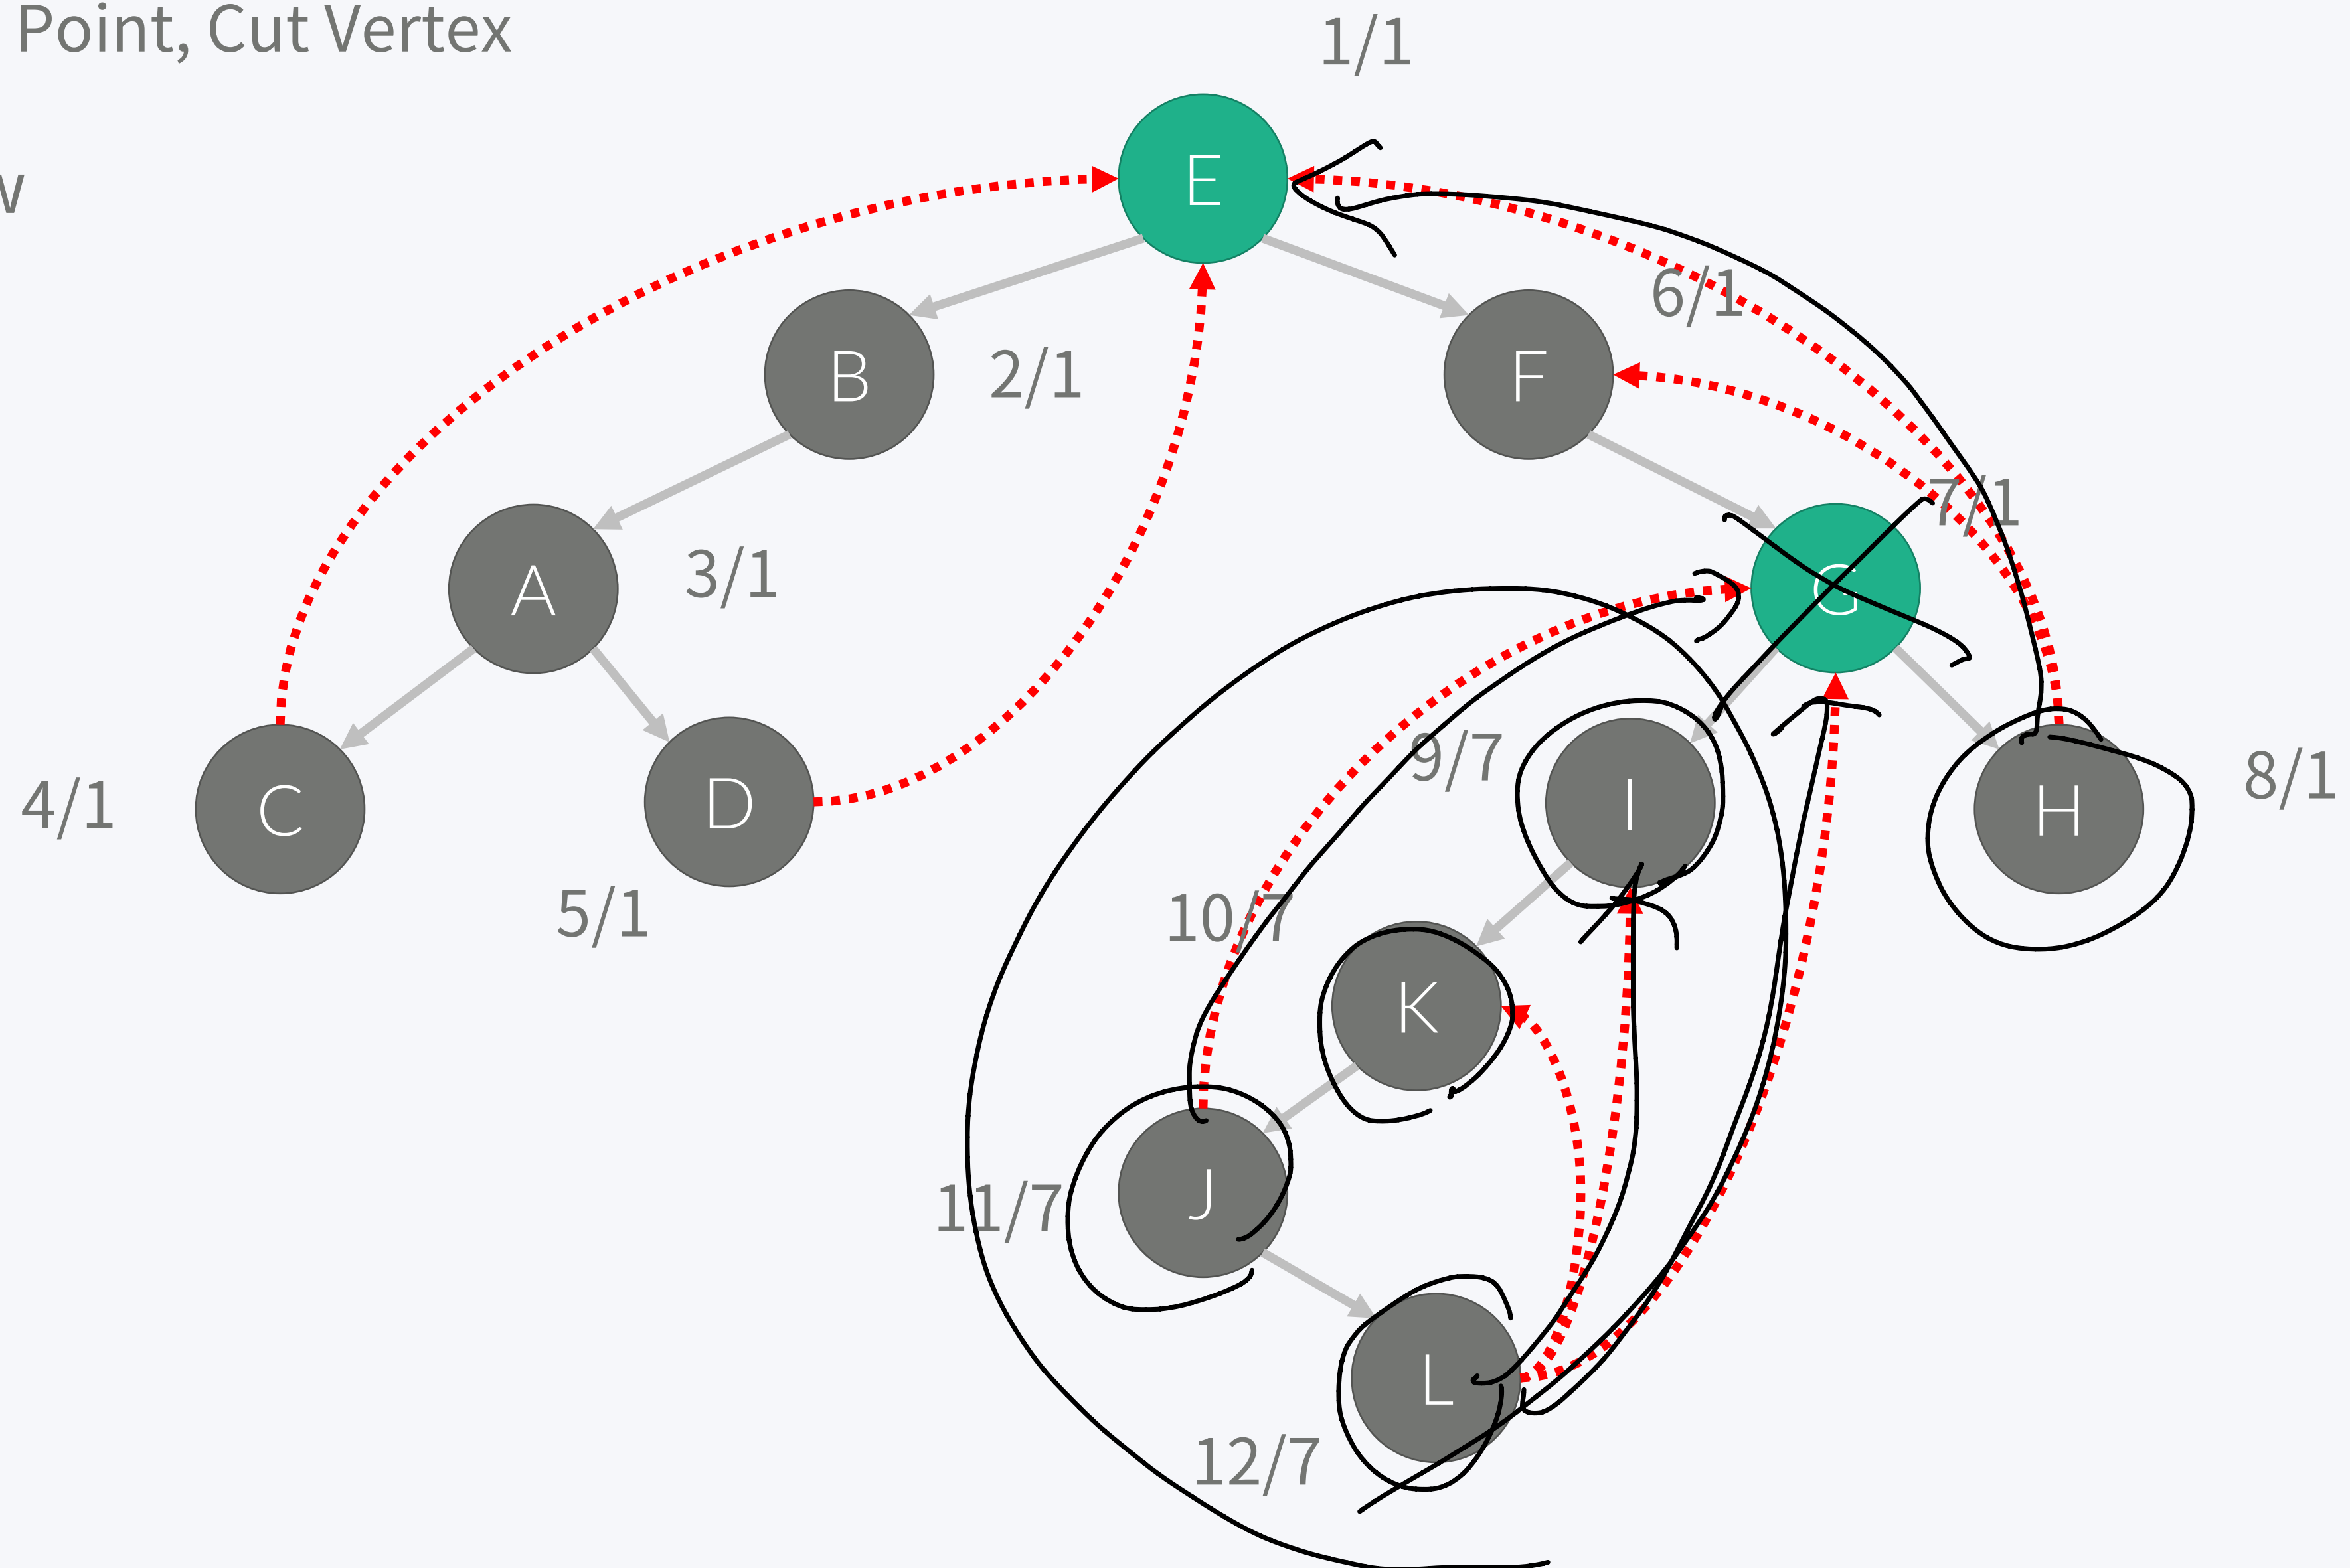 Point, Cut Vertex
1/1
E
6/1
B
2/1
F
7/1
A
3/1
G
9/7
I
8/1
4/1
C
D
H
5/1
10/7
K
11/7
J
L
12/7